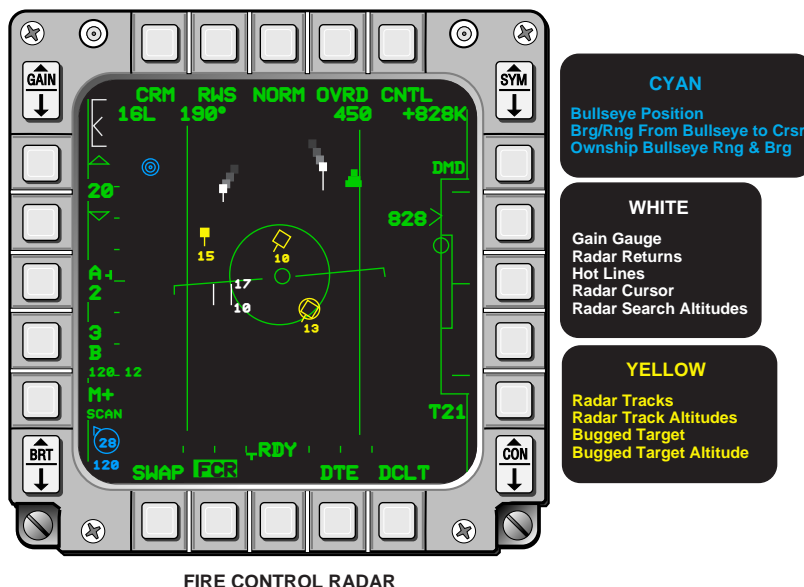 GAIN
SYM
CRM RWS NORM OVRD CNTL
16L 190° 450 +828K
DMD
20
828
15
10
A
2
17
10
3
B
13
120 12
M+
SCAN
T21
28
120
RDY
SWAP FCR DTE DCLT
BRT
CON
CYAN
Bullseye Position
Brg/Rng From Bullseye to Crsr
Ownship Bullseye Rng & Brg
WHITE
Gain Gauge
Radar Returns
Hot Lines
Radar Cursor
Radar Search Altitudes
YELLOW
Radar Tracks
Radar Track Altitudes
Bugged Target
Bugged Target Altitude
FIRE CONTROL RADAR